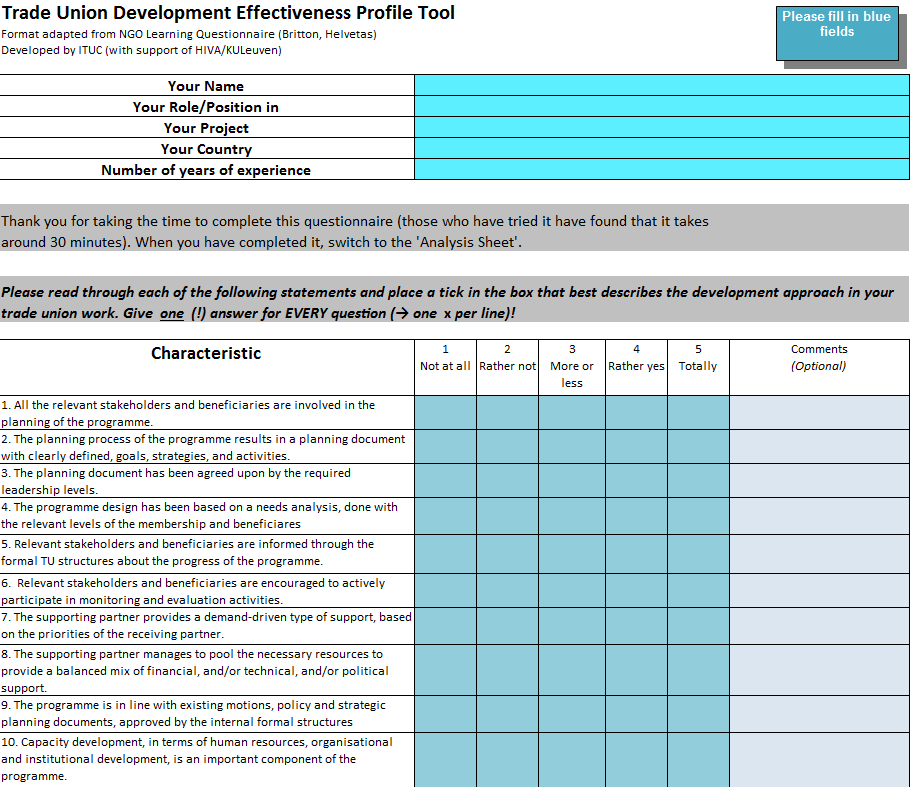 Trade Union Development Effectiveness Profile Tool
Format adapted from NGO Learning Questionnaire (Britton, Helvetas)
Developed by ITUC (with support of HIVA/KULeuven)
Please fill in blue
fields
Your Name
Your Role/Position in
Your Project
Your Country
Number of years of experience
Thank you for taking the time to complete this questionnaire (those who have tried it have found that it takes
around 30 minutes). When you have completed it, switch to the 'Analysis Sheet'.
Please read through each of the following statements and place a tick in the box that best describes the development approach in your
trade union work. Give one (!) answer for EVERY question (→ one x per line)!
Characteristic
1
Not at all
2
Rather not
3
More or
less
4
Rather yes
5
Totally
Comments
(Optional)
1. All the relevant stakeholders and beneficiaries are involved in the
planning of the programme.
2. The planning process of the programme results in a planning document
with clearly defined, goals, strategies, and activities.
3. The planning document has been agreed upon by the required
leadership levels.
4. The programme design has been based on a needs analysis, done with
the relevant levels of the membership and beneficiares
5. Relevant stakeholders and beneficiaries are informed through the
formal TU structures about the progress of the programme.
6. Relevant stakeholders and beneficiaries are encouraged to actively
participate in monitoring and evaluation activities.
7. The supporting partner provides a demand-driven type of support, based
on the priorities of the receiving partner.
8. The supporting partner manages to pool the necessary resources to
provide a balanced mix of financial, and/or technical, and/or political
support.
9. The programme is in line with existing motions, policy and strategic
planning documents, approved by the internal formal structures
10. Capacity development, in terms of human resources, organisational
and institutional development, is an important component of the
programme.